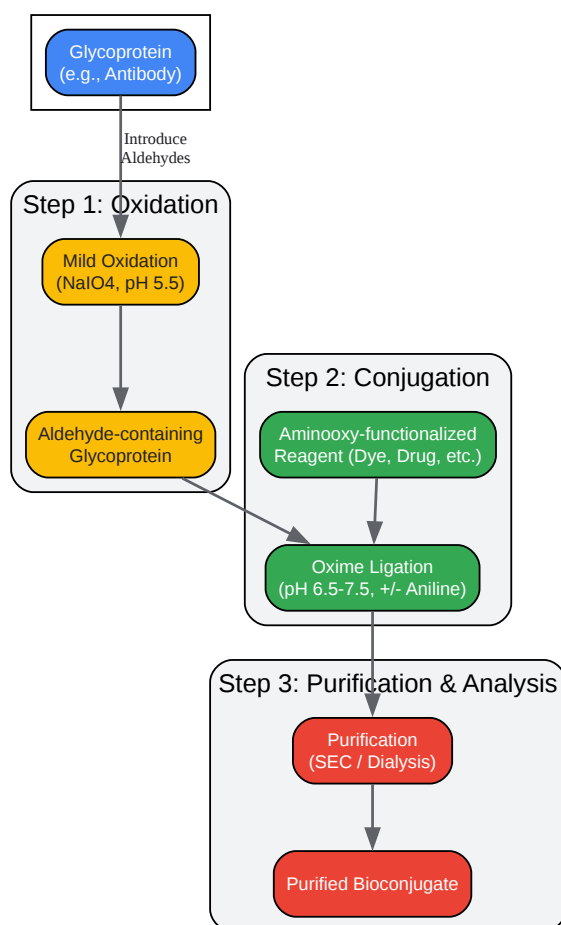 Glycoprotein
(e.g., Antibody)
Introduce
Aldehydes
Step 1: Oxidation
Mild Oxidation
(NaIO4, pH 5.5)
Aldehyde-containing
Glycoprotein
Step 2: Conjugation
Aminooxy-functionalized
Reagent (Dye, Drug, etc.)
Oxime Ligation
(pH 6.5-7.5, +/- Aniline)
Step 3: Purification & Analysis
Purification
(SEC / Dialysis)
Purified Bioconjugate